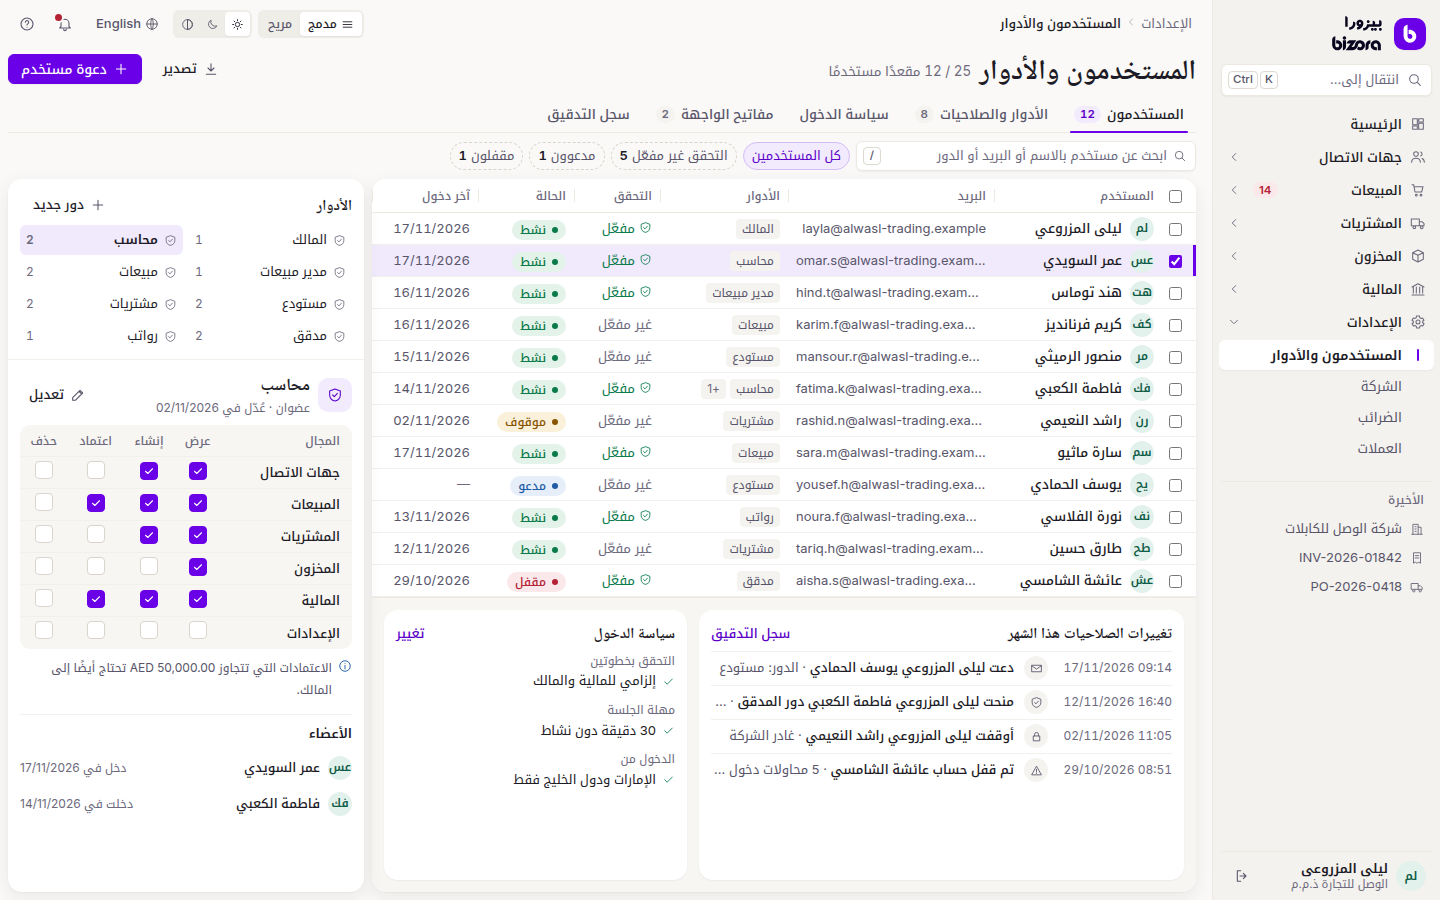 بيزورا
bizora
انتقال إلى...
Ctrl K
الرئيسية
جهات الاتصال
المبيعات 14
المشتريات
المخزون
المالية
الإعدادات
المستخدمون والأدوار
الشركة
الضرائب
العملات
الأخيرة
شركة الوصل للكابلات
INV-2026-01842
PO-2026-0418
ليلى المزروعي
الوصل للتجارة ذ.م.م
لم
الإعدادات › المستخدمون والأدوار
مدمج مريح
English
المستخدمون والأدوار
12 / 25 مقعدًا مستخدمًا
تصدير
دعوة مستخدم
المستخدمون 12
الأدوار والصلاحيات 8
سياسة الدخول
مفاتيح الواجهة 2
سجل التدقيق
ابحث عن مستخدم بالاسم أو البريد أو الدور /
كل المستخدمين
التحقق غير مفعّل 5
مدعوون 1
مقفلون 1
المستخدم البريد الأدوار التحقق الحالة آخر دخول
لم ليلى المزروعي layla@alwasl-trading.example المالك مفعّل نشط 17/11/2026
عس عمر السويدي omar.s@alwasl-trading.exam... محاسب مفعّل نشط 17/11/2026
هت هند توماس hind.t@alwasl-trading.exam... مدير مبيعات مفعّل نشط 16/11/2026
كف كريم فرنانديز karim.f@alwasl-trading.exa... مبيعات غير مفعّل نشط 16/11/2026
مر منصور الرميثي mansour.r@alwasl-trading.e... مستودع غير مفعّل نشط 15/11/2026
فك فاطمة الكعبي fatima.k@alwasl-trading.exa... محاسب +1 مفعّل نشط 14/11/2026
رن راشد النعيمي rashid.n@alwasl-trading.exa... مشتريات غير مفعّل موقوف 02/11/2026
سم سارة ماثيو sara.m@alwasl-trading.exa... مبيعات مفعّل نشط 17/11/2026
يح يوسف الحمادي yousef.h@alwasl-trading.exa... مستودع غير مفعّل مدعو —
نف نورة الفلاسي noura.f@alwasl-trading.exa... رواتب مفعّل نشط 13/11/2026
طح طارق حسين tariq.h@alwasl-trading.exam... مشتريات غير مفعّل نشط 12/11/2026
عش عائشة الشامسي aisha.s@alwasl-trading.exa... مدقق مفعّل مقفل 29/10/2026
تغييرات الصلاحيات هذا الشهر
سجل التدقيق
17/11/2026 09:14 دعت ليلى المزروعي يوسف الحمادي · الدور: مستودع
12/11/2026 16:40 منحت ليلى المزروعي فاطمة الكعبي دور المدقق · ...
02/11/2026 11:05 أوقفت ليلى المزروعي راشد النعيمي · غادر الشركة
29/10/2026 08:51 تم قفل حساب عائشة الشامسي · 5 محاولات دخول ...
سياسة الدخول
تغيير
التحقق بخطوتين
إلزامي للمالية والمالك
مهلة الجلسة
30 دقيقة دون نشاط
الدخول من
الإمارات ودول الخليج فقط
الأدوار
دور جديد
المالك 1
محاسب 2
مدير مبيعات 1
مبيعات 2
مستودع 2
مشتريات 2
مدقق 2
رواتب 1
محاسب
عضوان · عُدّل في 02/11/2026
تعديل
المجال عرض إنشاء اعتماد حذف
جهات الاتصال
المبيعات
المشتريات
المخزون
المالية
الإعدادات
الاعتمادات التي تتجاوز AED 50,000.00 تحتاج أيضًا إلى
المالك.
الأعضاء
عس عمر السويدي دخل في 17/11/2026
فك فاطمة الكعبي دخلت في 14/11/2026